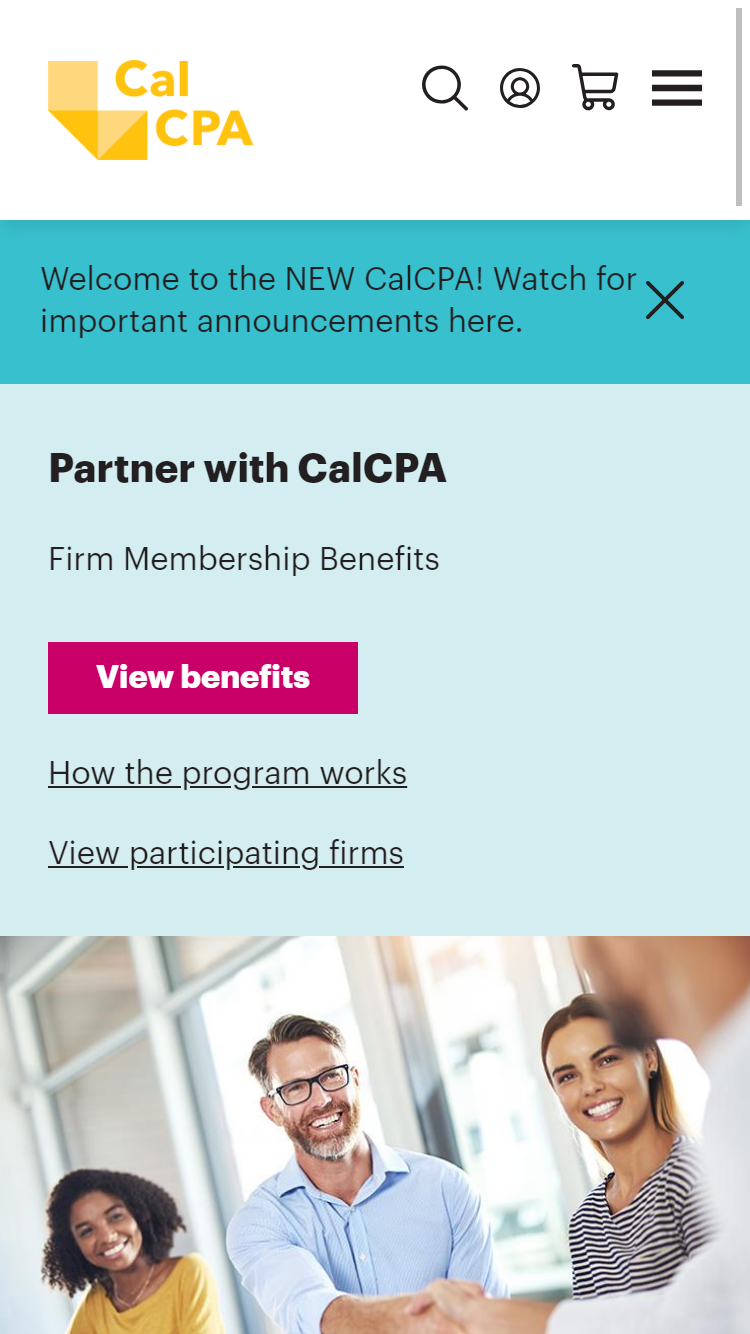 Cal
CPA
Welcome to the NEW CalCPA! Watch for
important announcements here.
Partner with CalCPA
Firm Membership Benefits
View benefits
How the program works
View participating firms